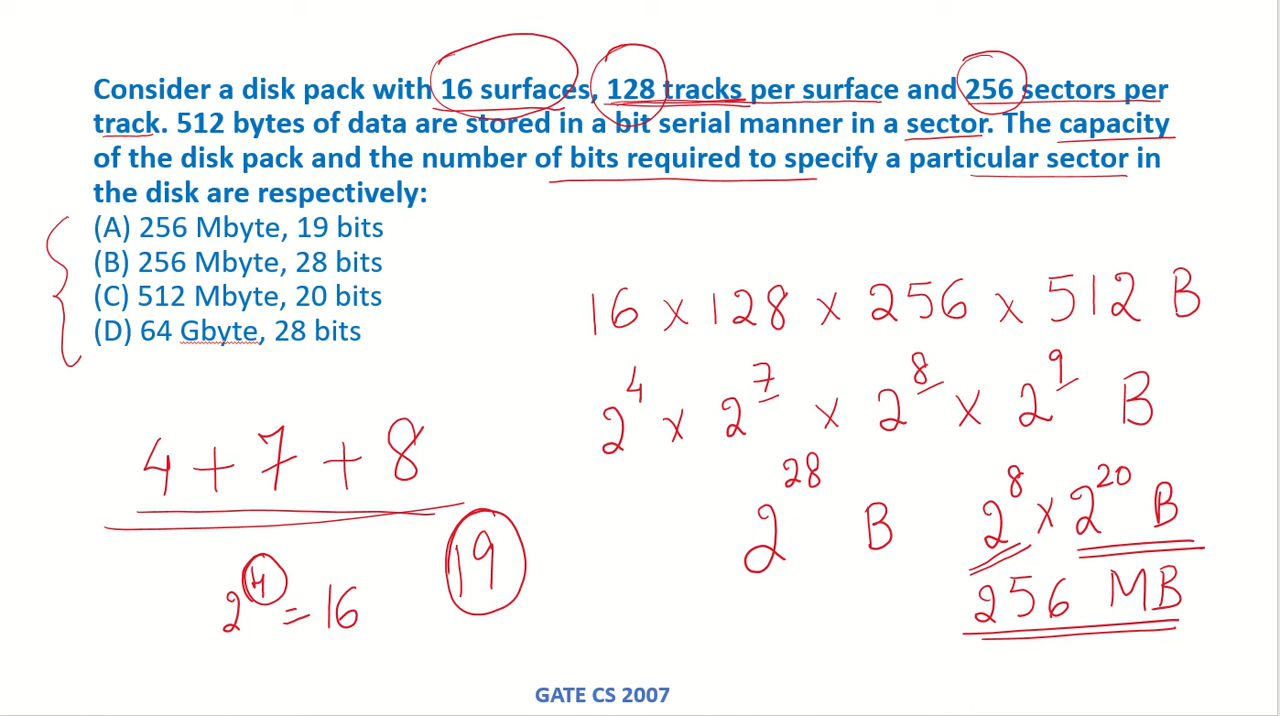 Consider a disk pack with 16 surfaces, 128 tracks per surface and 256 sectors per
track. 512 bytes of data are stored in a bit serial manner in a sector. The capacity
of the disk pack and the number of bits required to specify a particular sector in
the disk are respectively:
(A) 256 Mbyte, 19 bits
(B) 256 Mbyte, 28 bits
(C) 512 Mbyte, 20 bits
(D) 64 Gbyte, 28 bits
16 × 128 × 256 × 512 B
2^4 × 2^7 × 2^8 × 2^9 B
2^28 B
2^8 × 2^20 B
256 MB
4 + 7 + 8
19
2^4 = 16
GATE CS 2007